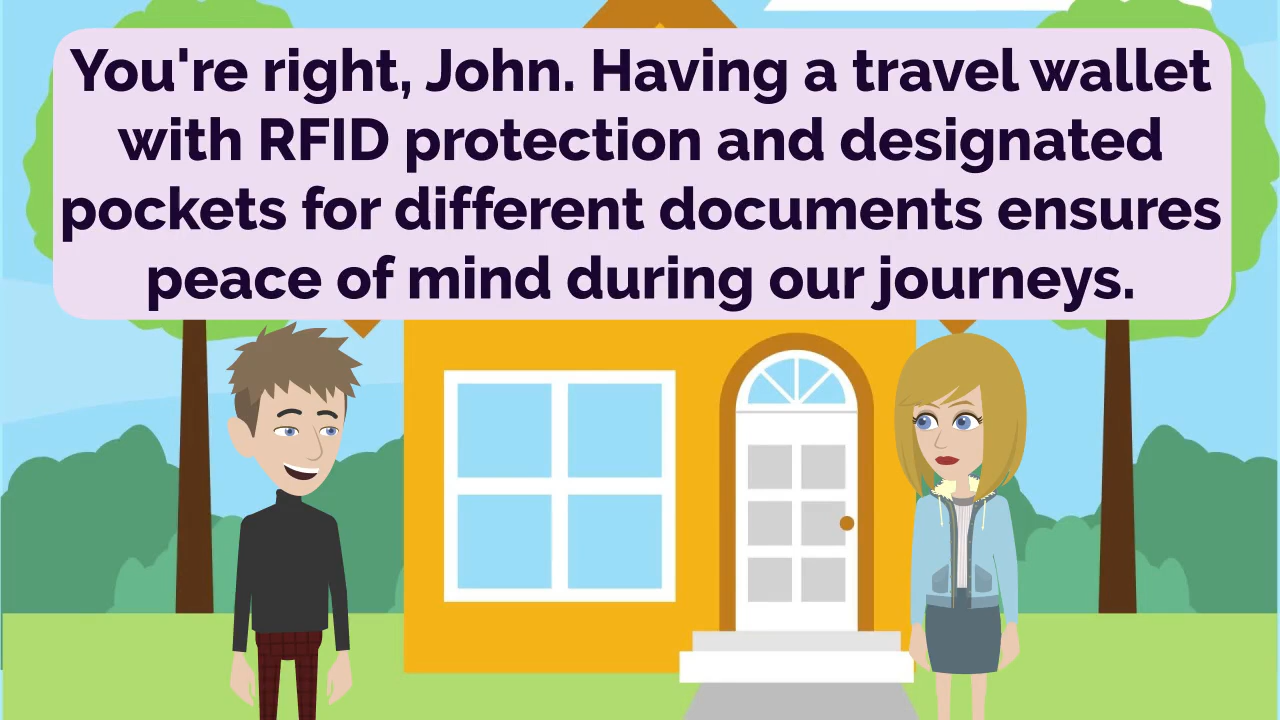 You're right, John. Having a travel wallet
with RFID protection and designated
pockets for different documents ensures
peace of mind during our journeys.